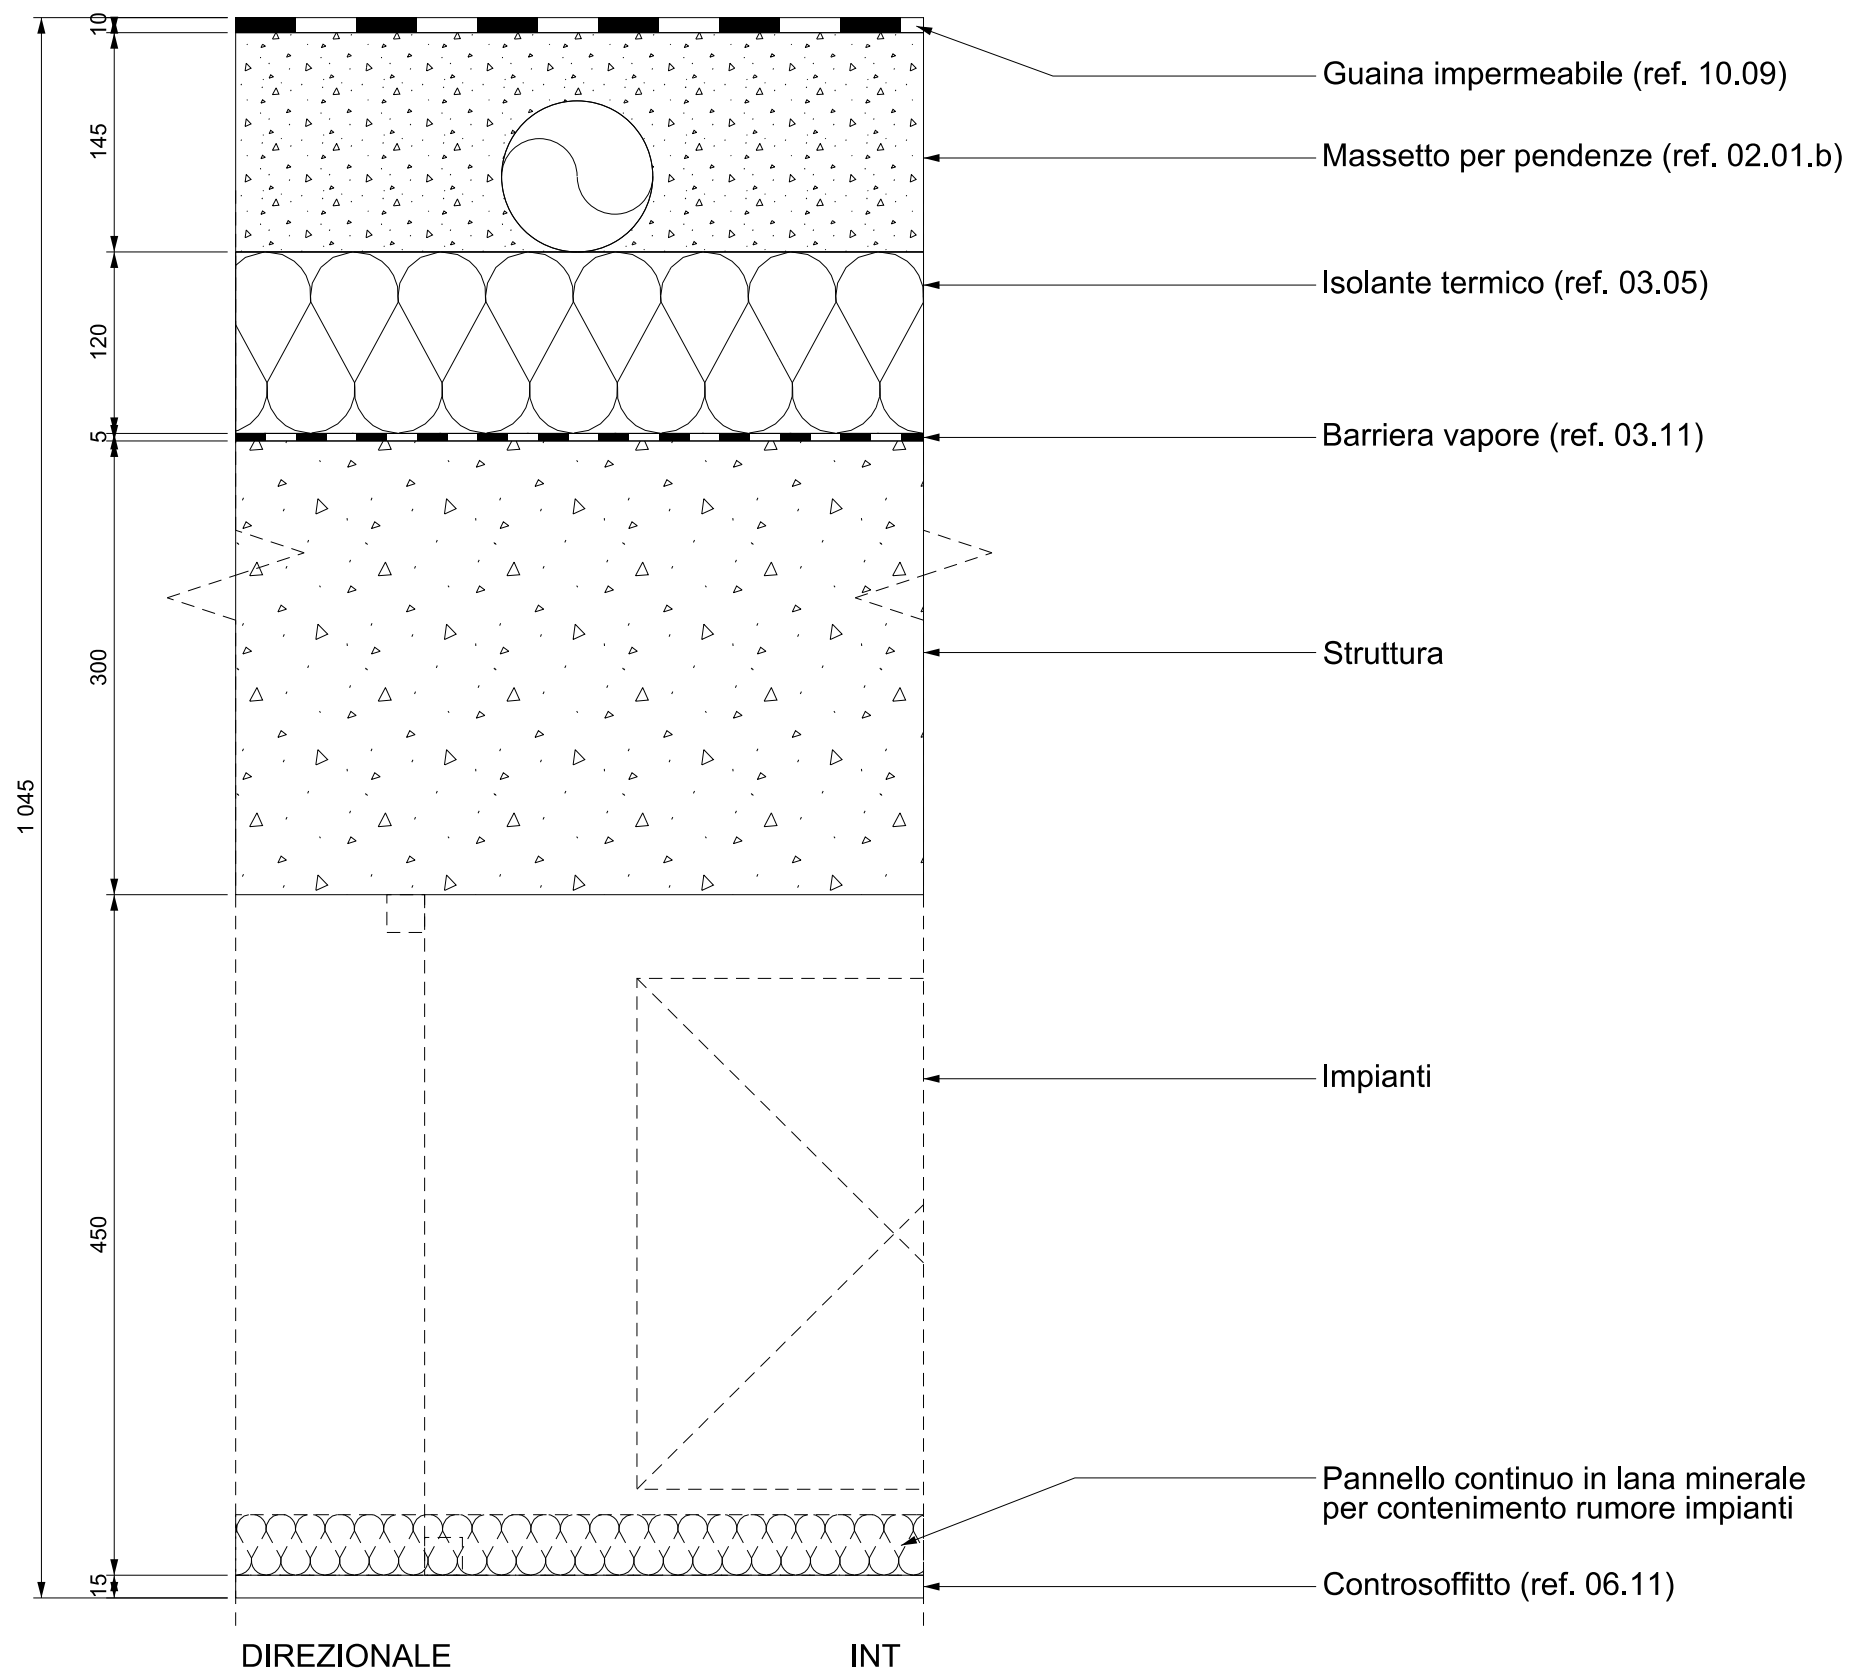 10
Guaina impermeabile (ref. 10.09)
145
Massetto per pendenze (ref. 02.01.b)
120
Isolante termico (ref. 03.05)
5
Barriera vapore (ref. 03.11)
300
Struttura
1 045
450
Impianti
Pannello continuo in lana minerale
per contenimento rumore impianti
15
Controsoffitto (ref. 06.11)
DIREZIONALE
INT